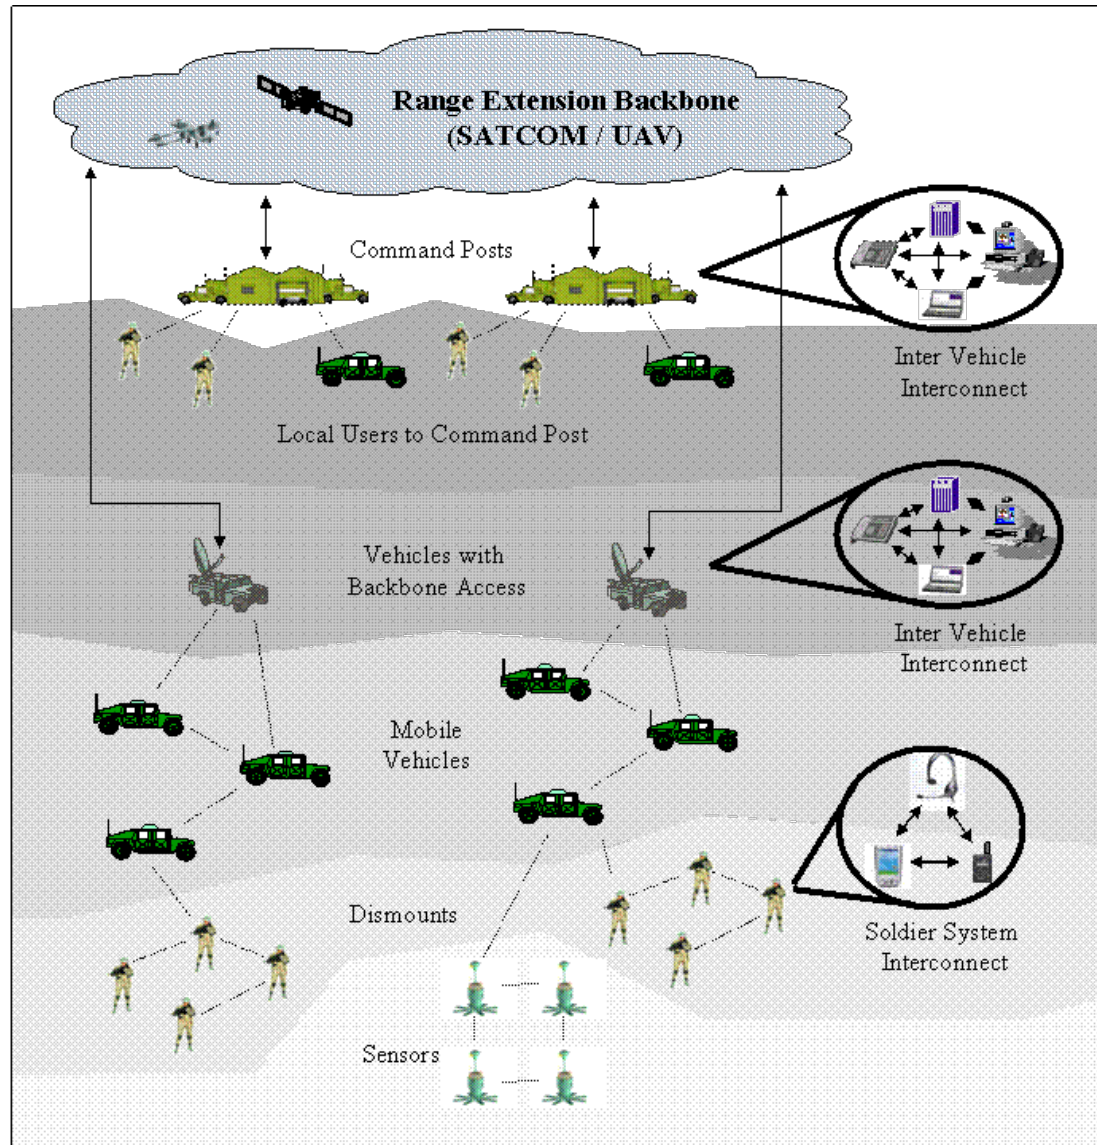 Range Extension Backbone
(SATCOM / UAV)
Command Posts
Inter Vehicle
Interconnect
Local Users to Command Post
Vehicles with
Backbone Access
Inter Vehicle
Interconnect
Mobile
Vehicles
Dismounts
Soldier System
Interconnect
Sensors